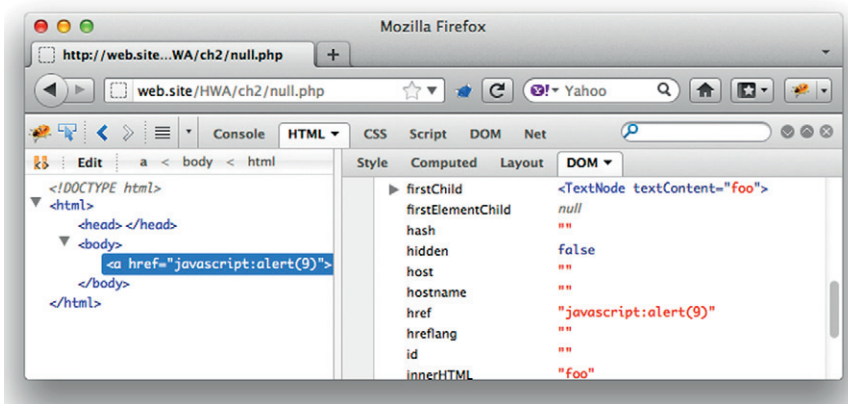 Mozilla Firefox
http://web.site...WA/ch2/null.php +
web.site/HWA/ch2/null.php Yahoo
Console HTML CSS Script DOM Net
Edit a < body < html Style Computed Layout DOM
<!DOCTYPE html>
<html>
<head></head>
<body>
<a href="javascript:alert(9)">
</body>
</html>
firstChild <TextNode textContent="foo">
firstElementChild null
hash ""
hidden false
host ""
hostname ""
href "javascript:alert(9)"
hreflang ""
id ""
innerHTML "foo"